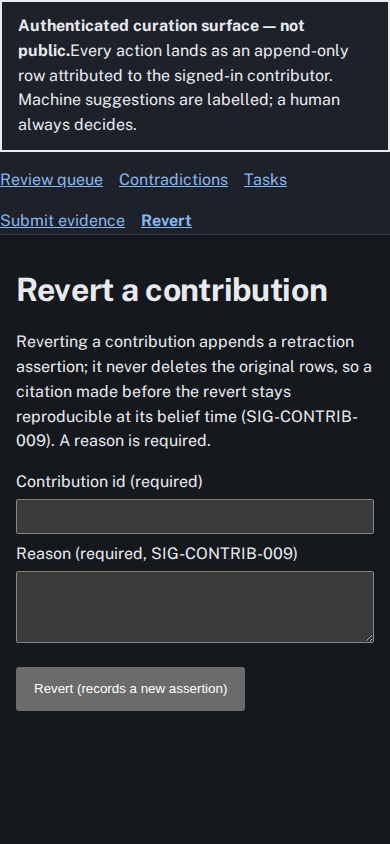 Authenticated curation surface — not
public.Every action lands as an append-only
row attributed to the signed-in contributor.
Machine suggestions are labelled; a human
always decides.
Review queue Contradictions Tasks
Submit evidence Revert
Revert a contribution
Reverting a contribution appends a retraction
assertion; it never deletes the original rows, so a
citation made before the revert stays
reproducible at its belief time (SIG-CONTRIB-
009). A reason is required.
Contribution id (required)
Reason (required, SIG-CONTRIB-009)
Revert (records a new assertion)